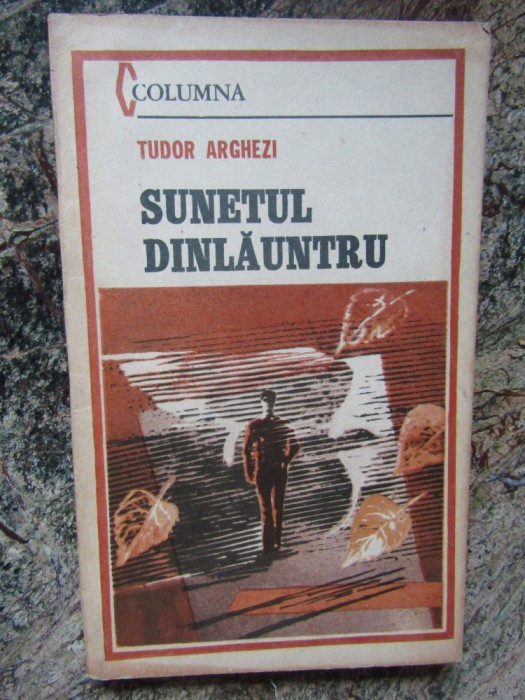 COLUMNA
TUDOR ARGHEZI
SUNETUL
DINLĂUNTRU